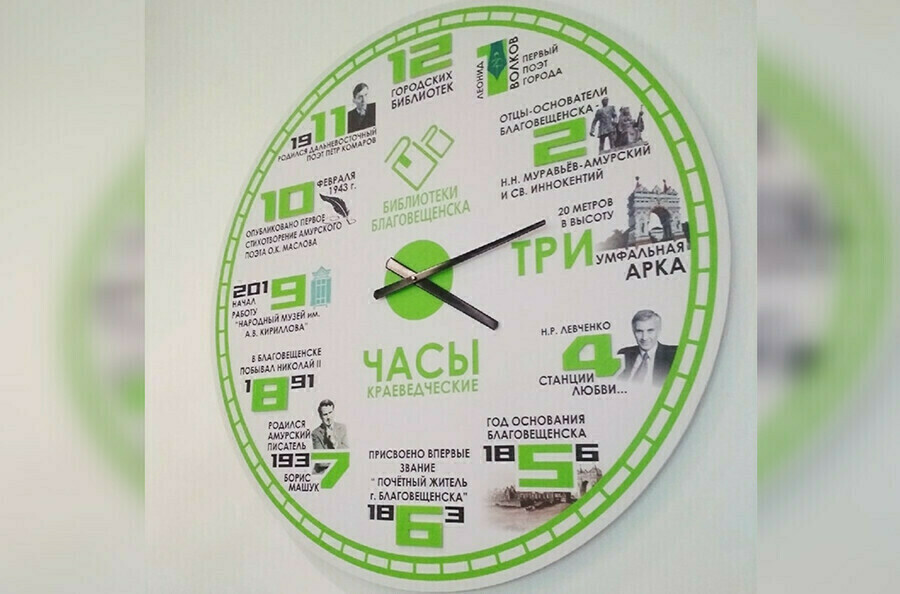 12
ГОРОДСКИХ
БИБЛИОТЕК
1
ЛЕОНИД
ВОЛКОВ
ПЕРВЫЙ
ПОЭТ
ГОРОДА
ОТЦЫ-ОСНОВАТЕЛИ
БЛАГОВЕЩЕНСКА-
2
Н.Н. МУРАВЬЁВ-АМУРСКИЙ
И СВ. ИННОКЕНТИЙ
20 МЕТРОВ
В ВЫСОТУ
ТРИУМФАЛЬНАЯ
АРКА
Н.Р. ЛЕВЧЕНКО
4
СТАНЦИИ
ЛЮБВИ...
ГОД ОСНОВАНИЯ
БЛАГОВЕЩЕНСКА
1856
ПРИСВОЕНО ВПЕРВЫЕ
ЗВАНИЕ
" ПОЧЁТНЫЙ ЖИТЕЛЬ
г. БЛАГОВЕЩЕНСКА"
1863
РОДИЛСЯ
АМУРСКИЙ
ПИСАТЕЛЬ
1937
БОРИС
МАШУК
В БЛАГОВЕЩЕНСКЕ
ПОБЫВАЛ НИКОЛАЙ II
1891
2019
НАЧАЛ
РАБОТУ
"НАРОДНЫЙ МУЗЕЙ им.
А.В. КИРИЛЛОВА"
10 ФЕВРАЛЯ
1943 г.
ОПУБЛИКОВАНО ПЕРВОЕ
СТИХОТВОРЕНИЕ АМУРСКОГО
ПОЭТА О.К. МАСЛОВА
1911
РОДИЛСЯ ДАЛЬНЕВОСТОЧНЫЙ
ПОЭТ ПЕТР КОМАРОВ
БИБЛИОТЕКИ
БЛАГОВЕЩЕНСКА
ЧАСЫ
КРАЕВЕДЧЕСКИЕ